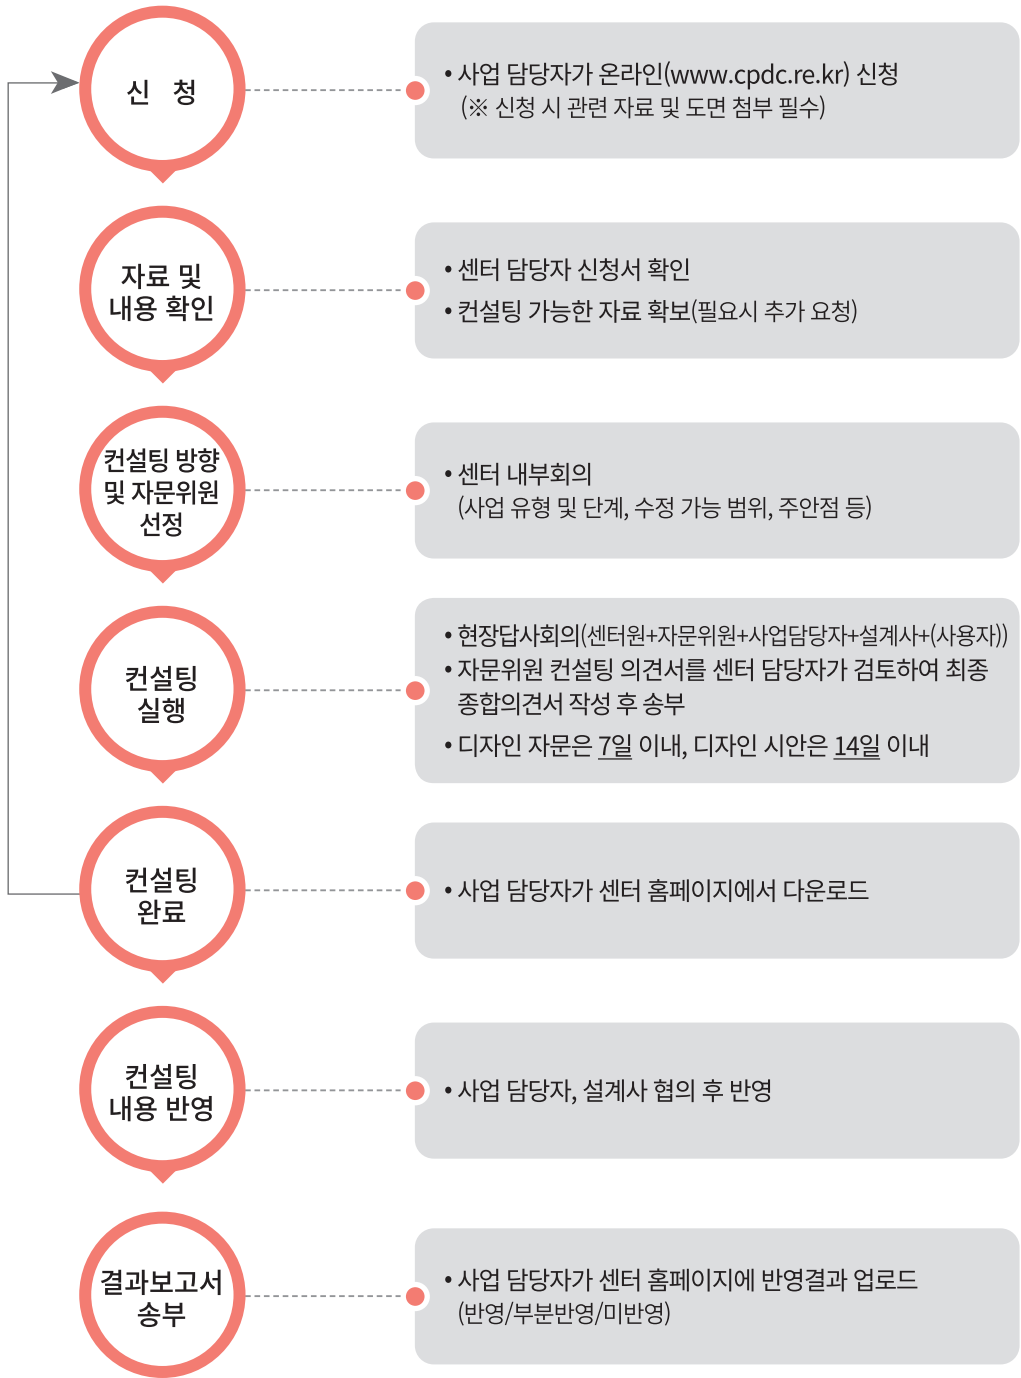 신 청
• 사업 담당자가 온라인(www.cpdc.re.kr) 신청
(※ 신청 시 관련 자료 및 도면 첨부 필수)
자료 및
내용 확인
• 센터 담당자 신청서 확인
• 컨설팅 가능한 자료 확보(필요시 추가 요청)
컨설팅 방향
및 자문위원
선정
• 센터 내부회의
(사업 유형 및 단계, 수정 가능 범위, 주안점 등)
컨설팅
실행
• 현장답사회의(센터원+자문위원+사업담당자+설계사+(사용자))
• 자문위원 컨설팅 의견서를 센터 담당자가 검토하여 최종
종합의견서 작성 후 송부
• 디자인 자문은 7일 이내, 디자인 시안은 14일 이내
컨설팅
완료
• 사업 담당자가 센터 홈페이지에서 다운로드
컨설팅
내용 반영
• 사업 담당자, 설계사 협의 후 반영
결과보고서
송부
• 사업 담당자가 센터 홈페이지에 반영결과 업로드
(반영/부분반영/미반영)